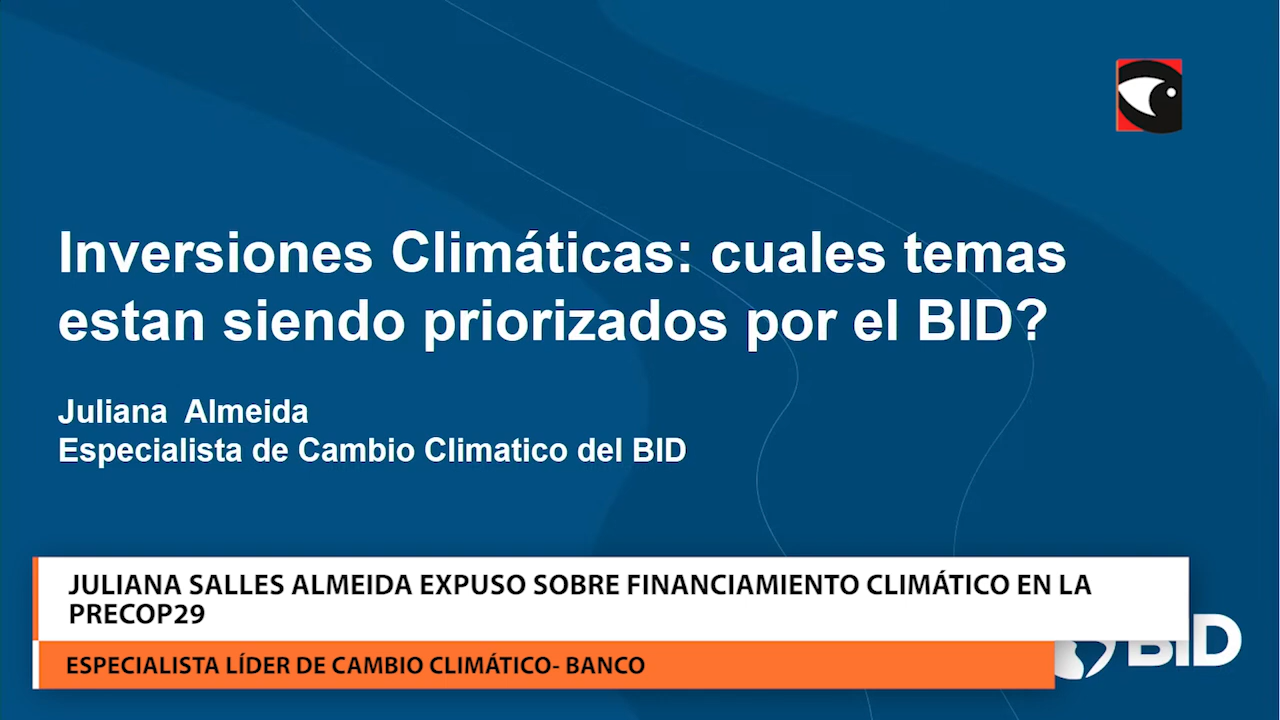 Inversiones Climáticas: cuales temas
estan siendo priorizados por el BID?
Juliana Almeida
Especialista de Cambio Climatico del BID
JULIANA SALLES ALMEIDA EXPUSO SOBRE FINANCIAMIENTO CLIMÁTICO EN LA
PRECOP29
ESPECIALISTA LÍDER DE CAMBIO CLIMÁTICO- BANCO
BID